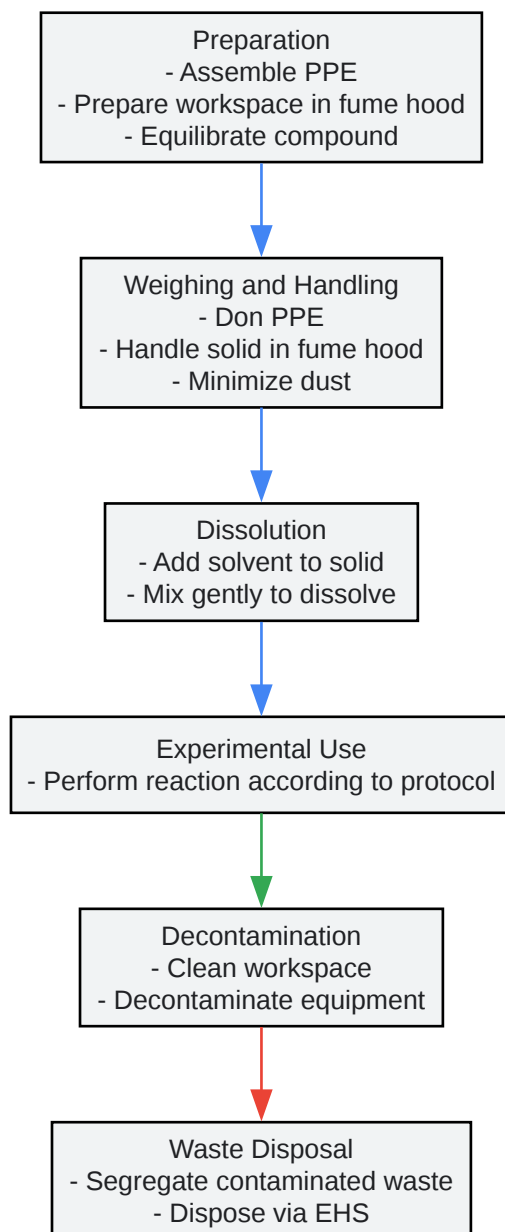 Preparation
- Assemble PPE
- Prepare workspace in fume hood
- Equilibrate compound
Weighing and Handling
- Don PPE
- Handle solid in fume hood
- Minimize dust
Dissolution
- Add solvent to solid
- Mix gently to dissolve
Experimental Use
- Perform reaction according to protocol
Decontamination
- Clean workspace
- Decontaminate equipment
Waste Disposal
- Segregate contaminated waste
- Dispose via EHS